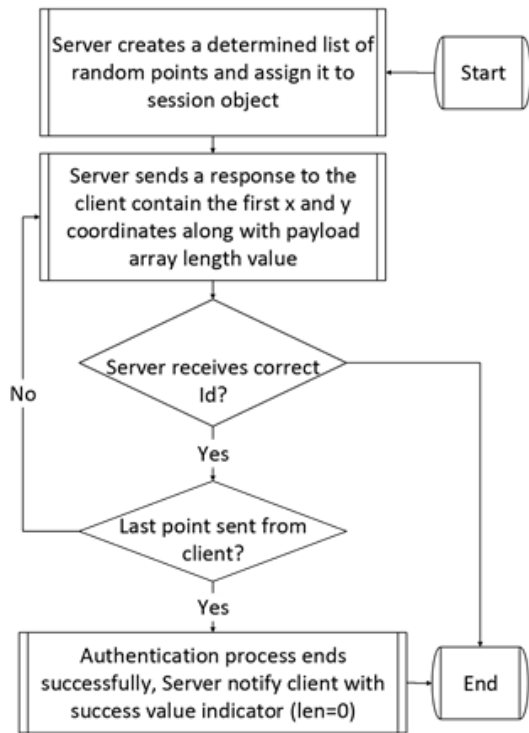 Server creates a determined list of
random points and assign it to
session object
Start
Server sends a response to the
client contain the first x and y
coordinates along with payload
array length value
Server receives correct
Id?
No
Yes
Last point sent from
client?
Yes
Authentication process ends
successfully, Server notify client with
success value indicator (len=0)
End